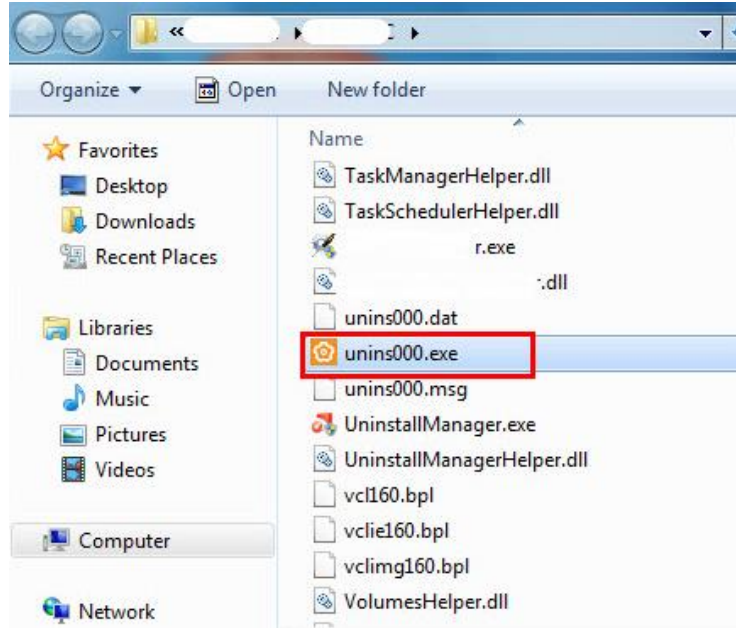 «
Organize Open New folder
Favorites
Desktop
Downloads
Recent Places
Libraries
Documents
Music
Pictures
Videos
Computer
Network
Name
TaskManagerHelper.dll
TaskSchedulerHelper.dll
r.exe
.dll
unins000.dat
unins000.exe
unins000.msg
UninstallManager.exe
UninstallManagerHelper.dll
vcl160.bpl
vclie160.bpl
vclimg160.bpl
VolumesHelper.dll